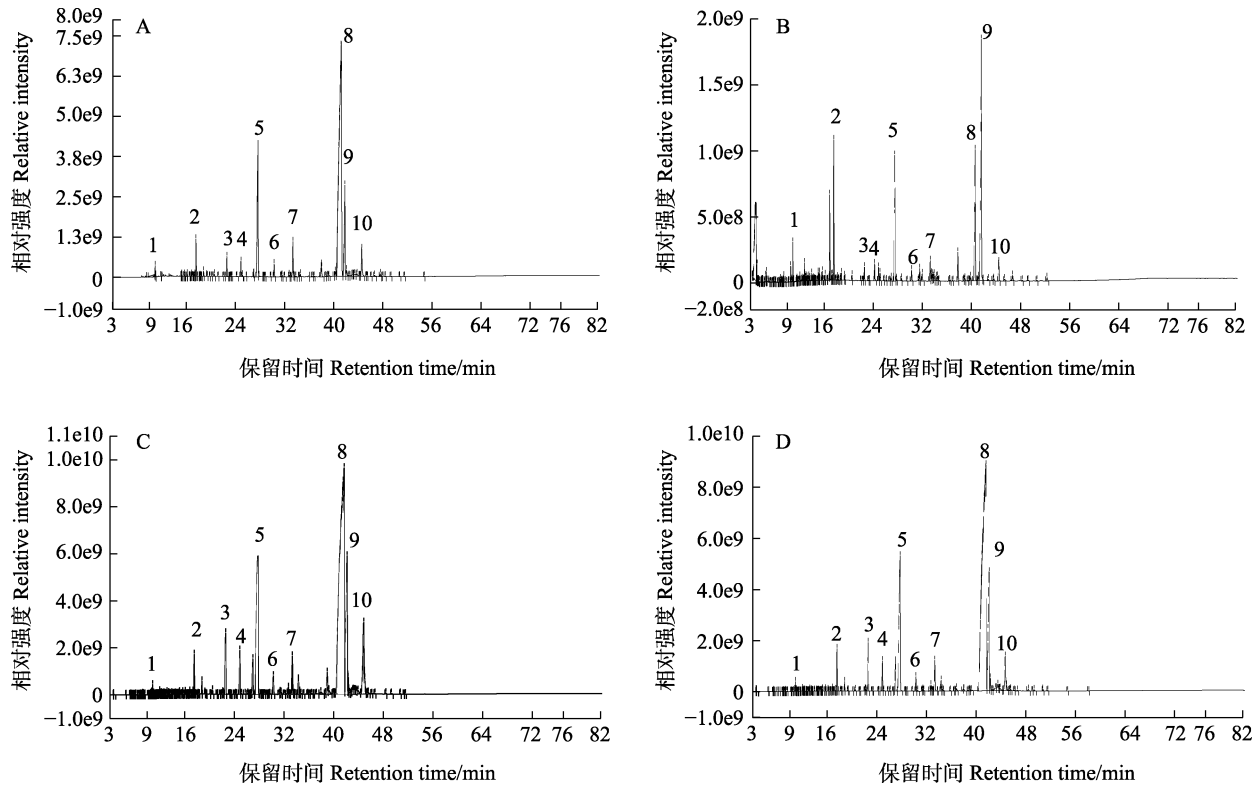 A
8.0e9
7.5e9
6.3e9
5.0e9
3.8e9
2.5e9
1.3e9
0
−1.0e9
相对强度 Relative intensity
1
2
3
4
5
6
7
8
9
10
3 9 16 24 32 40 48 56 64 72 76 82
保留时间 Retention time/min
B
2.0e9
1.5e9
1.0e9
5.0e8
0
−2.0e8
相对强度 Relative intensity
1
2
3
4
5
6
7
8
9
10
3 9 16 24 32 40 48 56 64 72 76 82
保留时间 Retention time/min
C
1.1e10
1.0e10
8.0e9
6.0e9
4.0e9
2.0e9
0
−1.0e9
相对强度 Relative intensity
1
2
3
4
5
6
7
8
9
10
3 9 16 24 32 40 48 56 64 72 76 82
保留时间 Retention time/min
D
1.0e10
8.0e9
6.0e9
4.0e9
2.0e9
0
−1.0e9
相对强度 Relative intensity
1
2
3
4
5
6
7
8
9
10
3 9 16 24 32 40 48 56 64 72 76 82
保留时间 Retention time/min